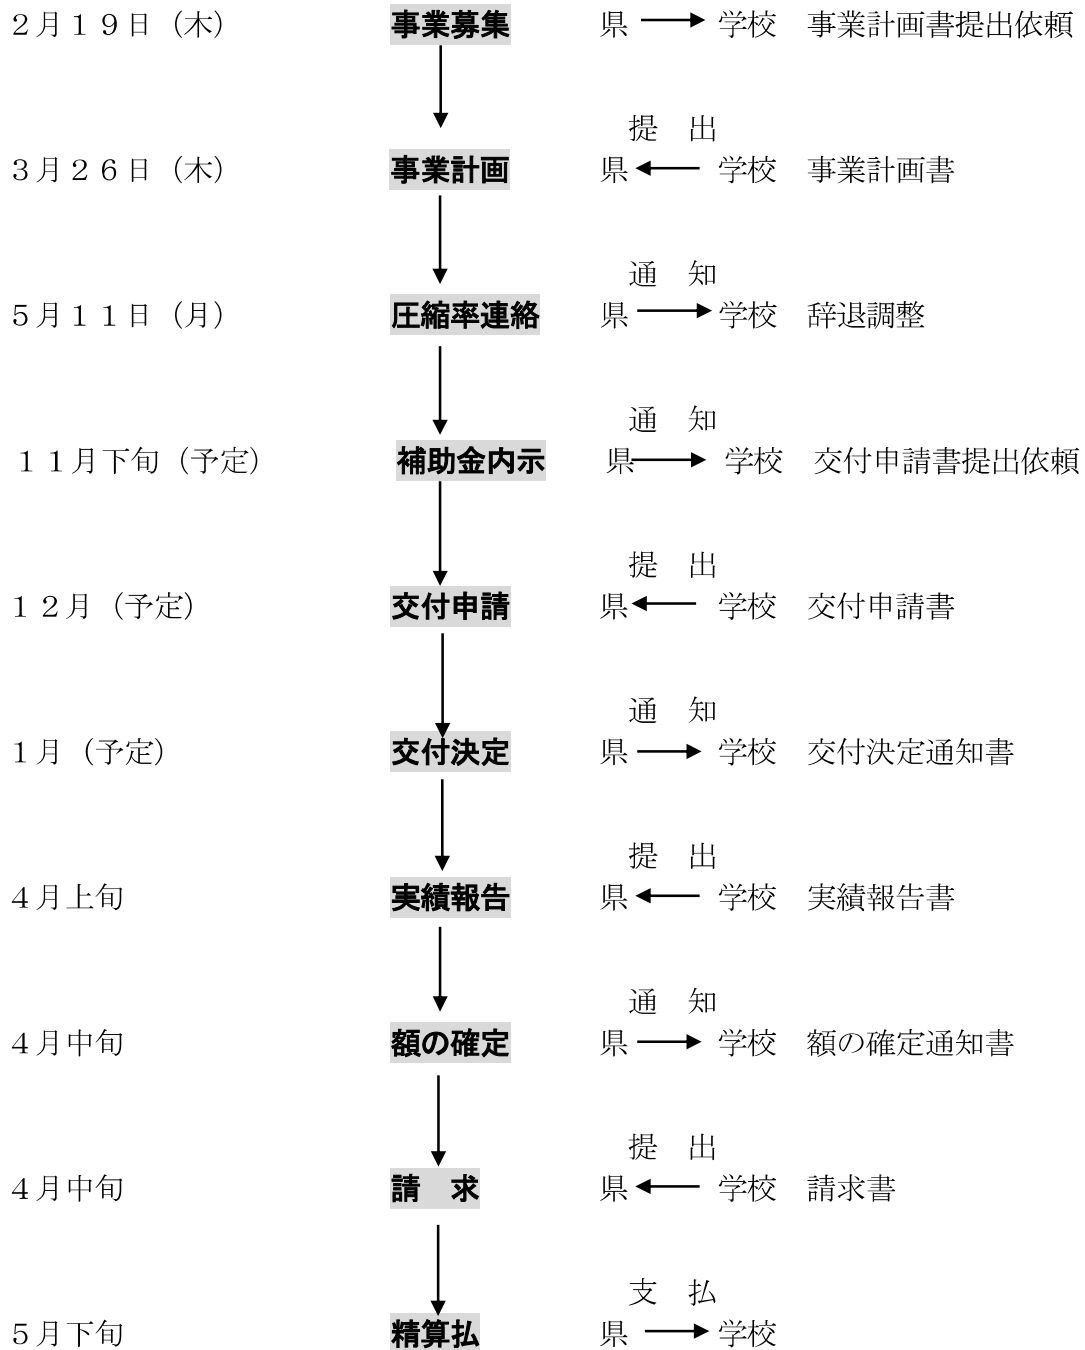 ２月１９日（木） 事業募集 県 学校 事業計画書提出依頼
提 出
３月２６日（木） 事業計画 県 学校 事業計画書
通 知
５月１１日（月） 圧縮率連絡 県 学校 辞退調整
通 知
１１月下旬（予定） 補助金内示 県 学校 交付申請書提出依頼
提 出
１２月（予定） 交付申請 県 学校 交付申請書
通 知
１月（予定） 交付決定 県 学校 交付決定通知書
提 出
４月上旬 実績報告 県 学校 実績報告書
通 知
４月中旬 額の確定 県 学校 額の確定通知書
提 出
４月中旬 請 求 県 学校 請求書
支 払
５月下旬 精算払 県 学校